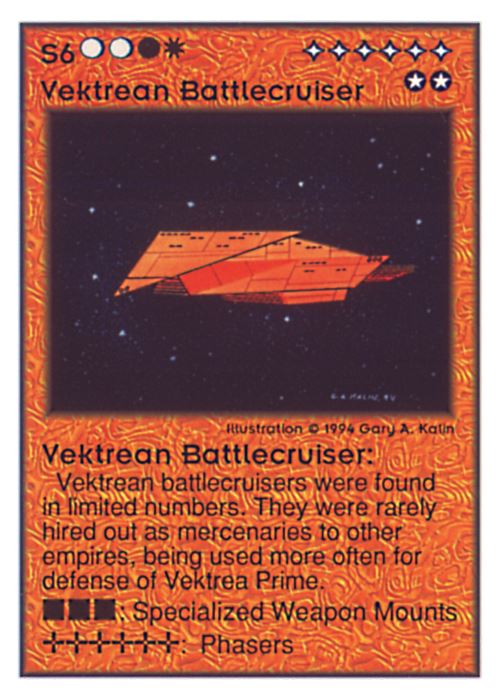 S6
Vektrean Battlecruiser
G.A. KALIN, 94
Illustration © 1994 Gary A. Kalin
Vektrean Battlecruiser:
Vektrean battlecruisers were found
in limited numbers. They were rarely
hired out as mercenaries to other
empires, being used more often for
defense of Vektrea Prime.
: Specialized Weapon Mounts
: Phasers